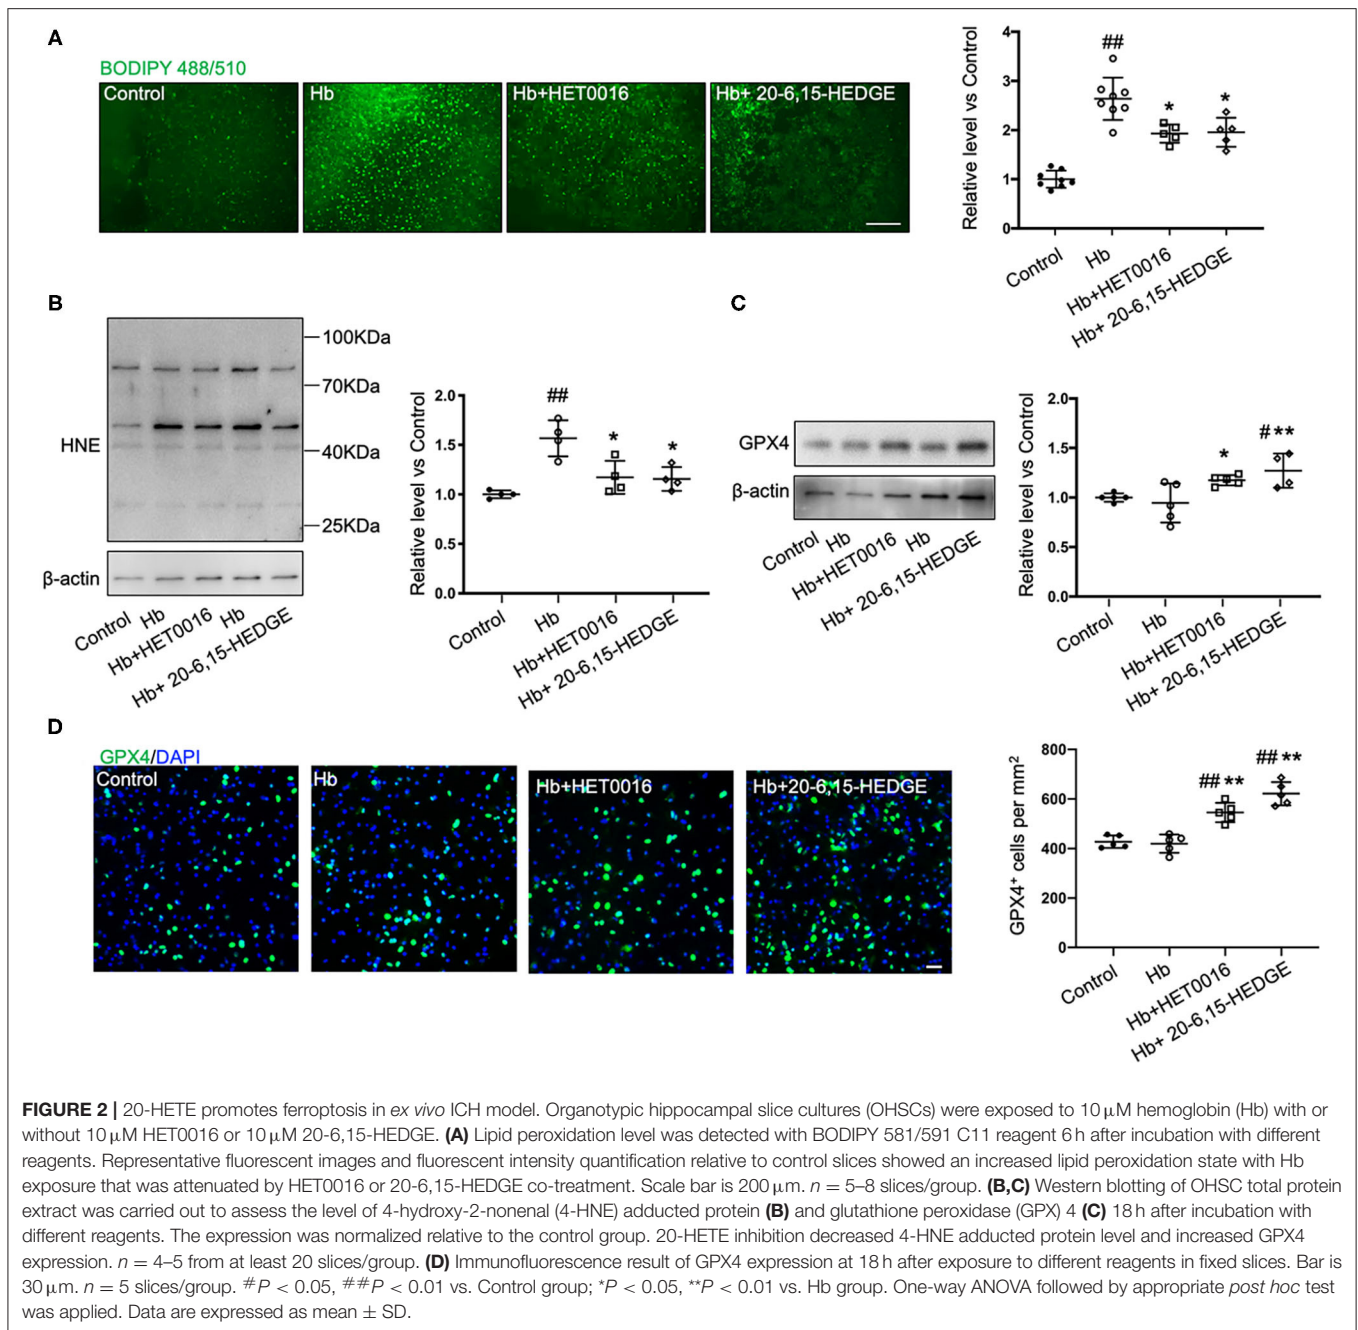 A
BODIPY 488/510
Control
Hb
Hb+HET0016
Hb+ 20-6,15-HEDGE
Relative level vs Control
4
3
2
1
0
##
*
*
Control
Hb
Hb+HET0016
Hb+ 20-6,15-HEDGE
B
HNE
100KDa
70KDa
40KDa
25KDa
β-actin
Control
Hb
Hb+HET0016
Hb
Hb+ 20-6,15-HEDGE
Relative level vs Control
2.0
1.5
1.0
0.5
0.0
##
*
*
Control
Hb
Hb+HET0016
Hb+ 20-6,15-HEDGE
C
GPX4
β-actin
Control
Hb
Hb+HET0016
Hb
Hb+ 20-6,15-HEDGE
Relative level vs Control
2.0
1.5
1.0
0.5
0.0
*
# **
Control
Hb
Hb+HET0016
Hb+ 20-6,15-HEDGE
D
GPX4/DAPI
Control
Hb
Hb+HET0016
Hb+20-6,15-HEDGE
GPX4⁺ cells per mm²
800
600
400
200
0
## **
## **
Control
Hb
Hb+HET0016
Hb+ 20-6,15-HEDGE
FIGURE 2 | 20-HETE promotes ferroptosis in ex vivo ICH model. Organotypic hippocampal slice cultures (OHSCs) were exposed to 10 μM hemoglobin (Hb) with or
without 10 μM HET0016 or 10 μM 20-6,15-HEDGE. (A) Lipid peroxidation level was detected with BODIPY 581/591 C11 reagent 6 h after incubation with different
reagents. Representative fluorescent images and fluorescent intensity quantification relative to control slices showed an increased lipid peroxidation state with Hb
exposure that was attenuated by HET0016 or 20-6,15-HEDGE co-treatment. Scale bar is 200 μm. n = 5–8 slices/group. (B,C) Western blotting of OHSC total protein
extract was carried out to assess the level of 4-hydroxy-2-nonenal (4-HNE) adducted protein (B) and glutathione peroxidase (GPX) 4 (C) 18 h after incubation with
different reagents. The expression was normalized relative to the control group. 20-HETE inhibition decreased 4-HNE adducted protein level and increased GPX4
expression. n = 4–5 from at least 20 slices/group. (D) Immunofluorescence result of GPX4 expression at 18 h after exposure to different reagents in fixed slices. Bar is
30 μm. n = 5 slices/group. #P < 0.05, ##P < 0.01 vs. Control group; *P < 0.05, **P < 0.01 vs. Hb group. One-way ANOVA followed by appropriate post hoc test
was applied. Data are expressed as mean ± SD.